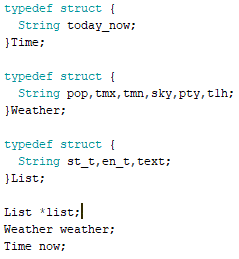 typedef struct {
  String today_now;
}Time;

typedef struct {
  String pop,tmx,tmn,sky,pty,tlh;
}Weather;

typedef struct {
  String st_t,en_t,text;
}List;

List *list;
Weather weather;
Time now;